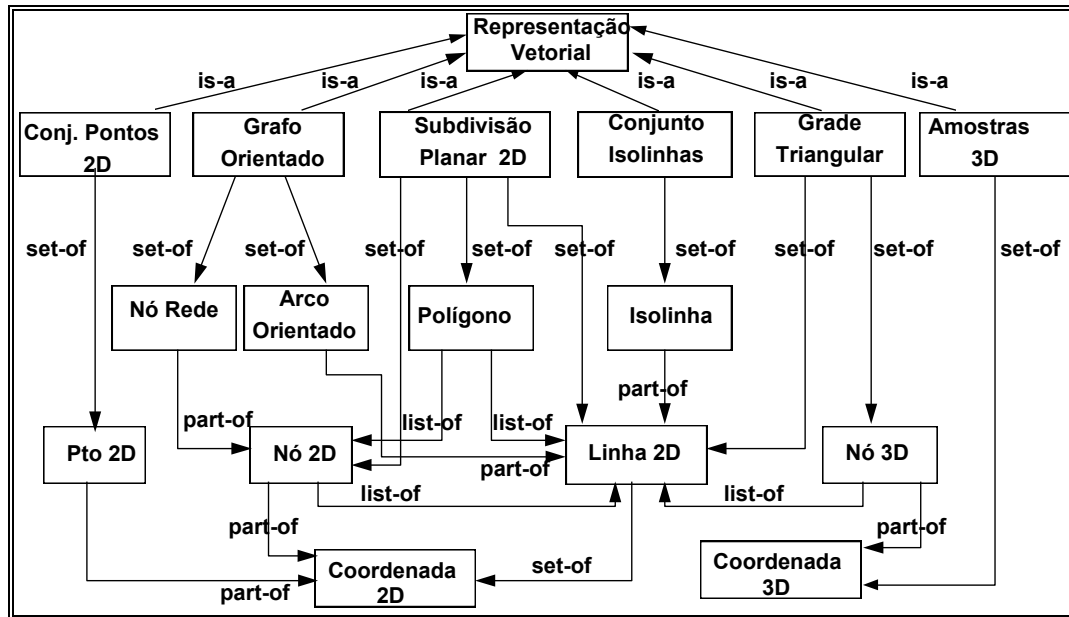 Representação
Vetorial
is-a
is-a
is-a
is-a
is-a
is-a
Conj. Pontos
2D
Grafo
Orientado
Subdivisão
Planar 2D
Conjunto
Isolinhas
Grade
Triangular
Amostras
3D
set-of
set-of
set-of
set-of
set-of
set-of
set-of
set-of
set-of
set-of
Nó Rede
Arco
Orientado
Polígono
Isolinha
part-of
part-of
list-of
list-of
Pto 2D
Nó 2D
Linha 2D
Nó 3D
part-of
list-of
list-of
part-of
part-of
Coordenada
2D
set-of
Coordenada
3D
part-of